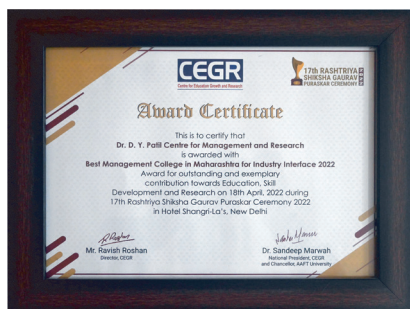 CEGR
Centre for Education Growth and Research
17th RASHTRIYA
SHIKSHA GAURAV
PURASKAR CEREMONY
Award Certificate
This is to certify that
Dr. D. Y. Patil Centre for Management and Research
is awarded with
Best Management College in Maharashtra for Industry Interface 2022
Award for outstanding and exemplary
contribution towards Education, Skill
Development and Research on 18th April, 2022 during
17th Rashtriya Shiksha Gaurav Puraskar Ceremony 2022
in Hotel Shangri-La's, New Delhi
Mr. Ravish Roshan
Director, CEGR
Dr. Sandeep Marwah
National President, CEGR
and Chancellor, AAFT University